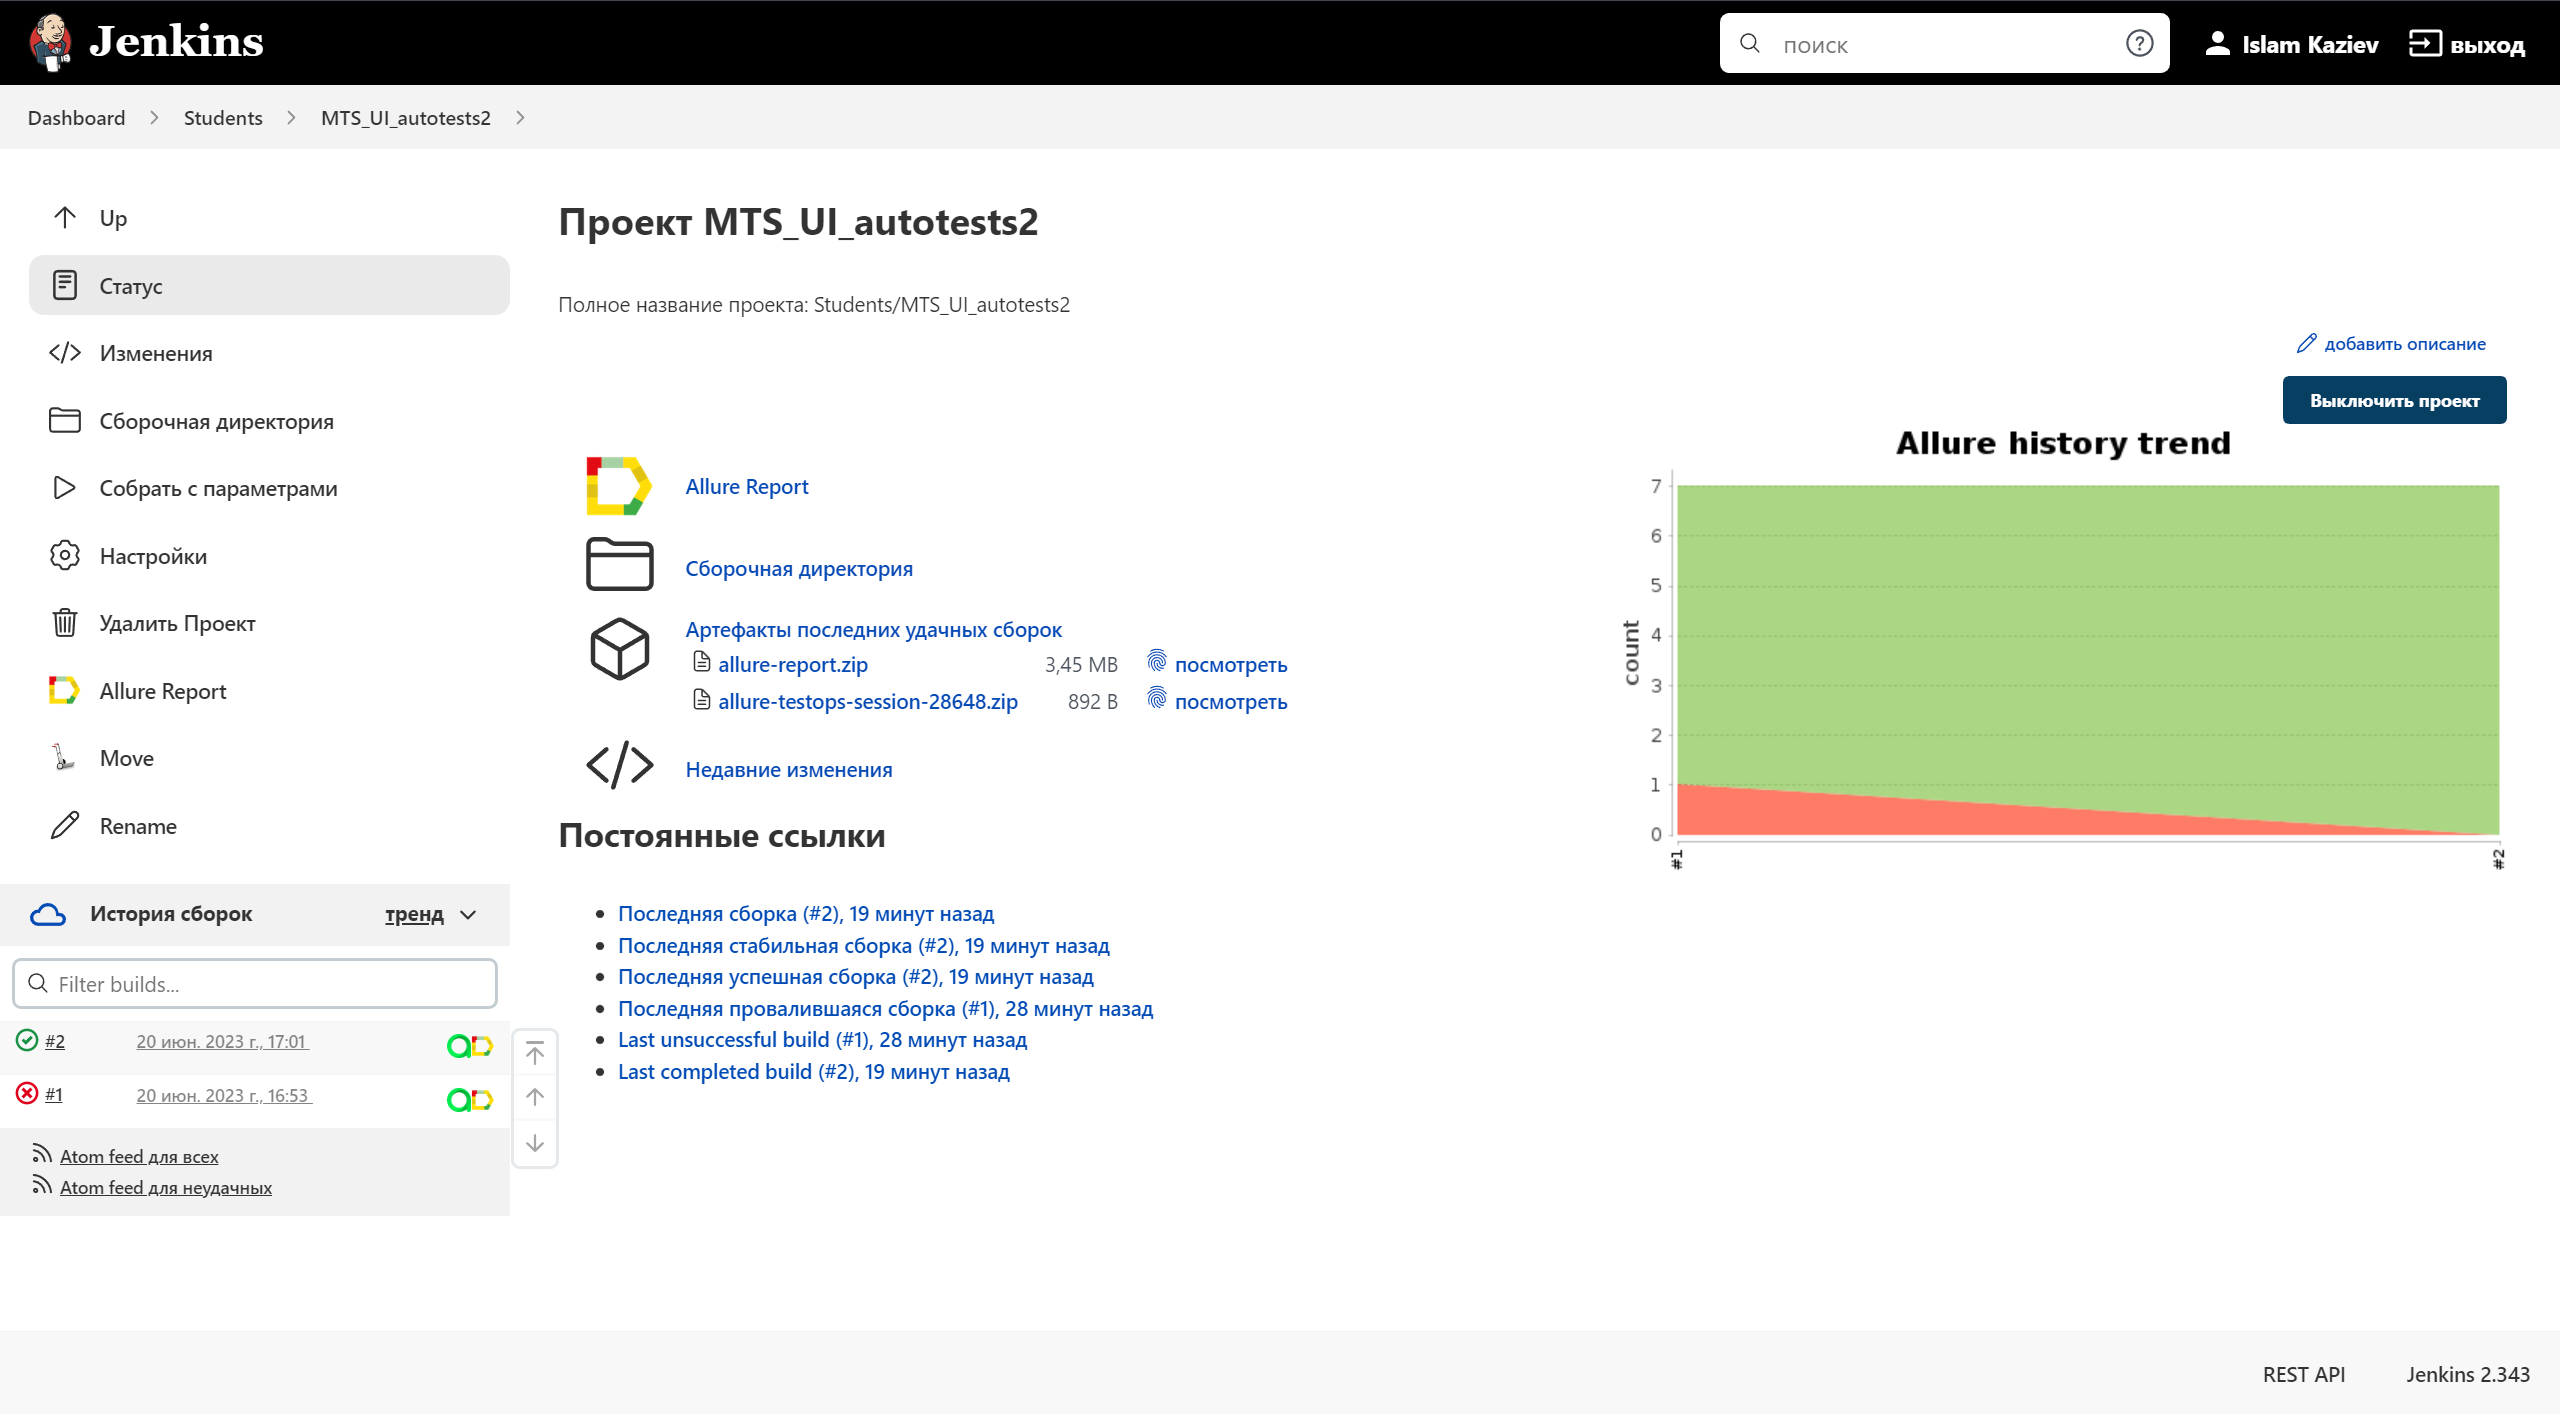 Jenkins
поиск
Islam Kaziev
выход
Dashboard
Students
MTS_UI_autotests2
Up
Статус
Изменения
Сборочная директория
Собрать с параметрами
Настройки
Удалить Проект
Allure Report
Move
Rename
История сборок
тренд
Filter builds...
#2
20 июн. 2023 г., 17:01
#1
20 июн. 2023 г., 16:53
Atom feed для всех
Atom feed для неудачных
Проект MTS_UI_autotests2
Полное название проекта: Students/MTS_UI_autotests2
добавить описание
Выключить проект
Allure Report
Сборочная директория
Артефакты последних удачных сборок
allure-report.zip 3,45 MB посмотреть
allure-testops-session-28648.zip 892 B посмотреть
Недавние изменения
Постоянные ссылки
Последняя сборка (#2), 19 минут назад
Последняя стабильная сборка (#2), 19 минут назад
Последняя успешная сборка (#2), 19 минут назад
Последняя провалившаяся сборка (#1), 28 минут назад
Last unsuccessful build (#1), 28 минут назад
Last completed build (#2), 19 минут назад
Allure history trend
count
7
6
5
4
3
2
1
0
#1
#2
REST API
Jenkins 2.343